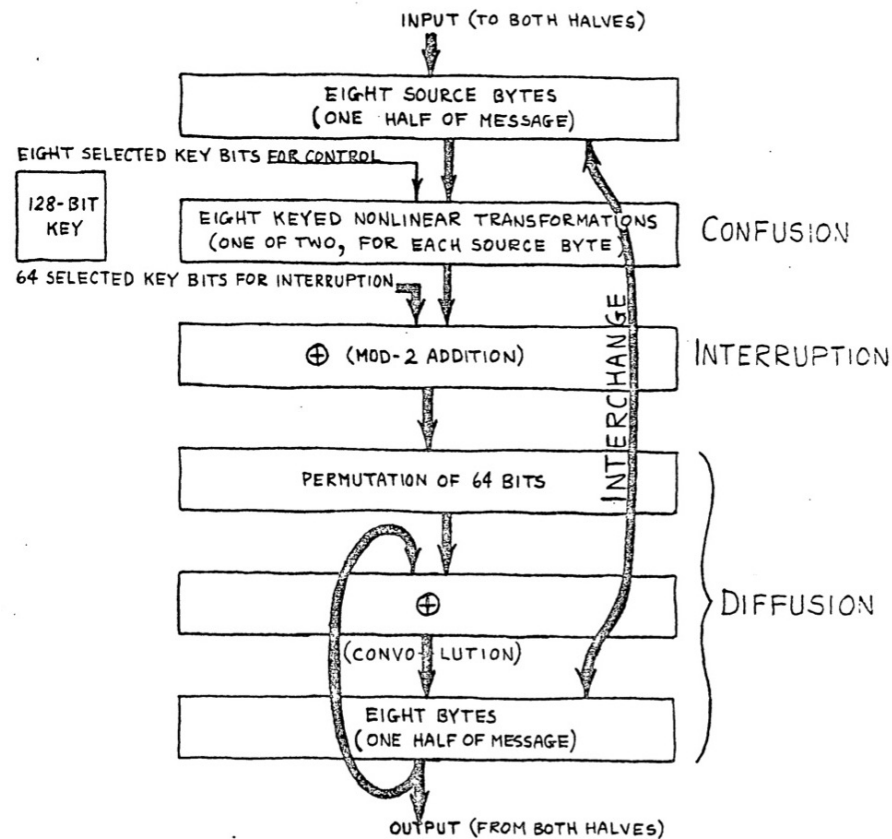 INPUT (TO BOTH HALVES)
EIGHT SOURCE BYTES
(ONE HALF OF MESSAGE)
EIGHT SELECTED KEY BITS FOR CONTROL
128-BIT
KEY
EIGHT KEYED NONLINEAR TRANSFORMATIONS
(ONE OF TWO, FOR EACH SOURCE BYTE)
CONFUSION
64 SELECTED KEY BITS FOR INTERRUPTION
⊕ (MOD-2 ADDITION)
INTERRUPTION
INTERCHANGE
PERMUTATION OF 64 BITS
⊕
DIFFUSION
(CONVO-LUTION)
EIGHT BYTES
(ONE HALF OF MESSAGE)
OUTPUT (FROM BOTH HALVES)